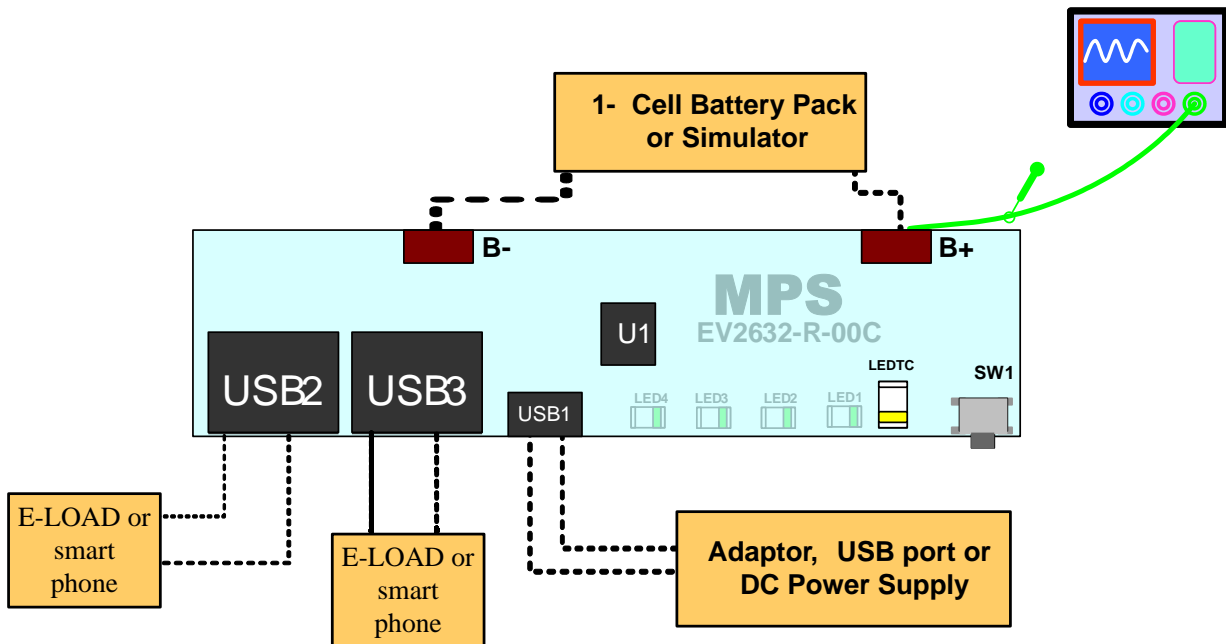 1- Cell Battery Pack
or Simulator
B-
B+
MPS
EV2632-R-00C
U1
LEDTC
SW1
USB2
USB3
USB1
LED4
LED3
LED2
LED1
E-LOAD or
smart
phone
E-LOAD or
smart
phone
Adaptor, USB port or
DC Power Supply